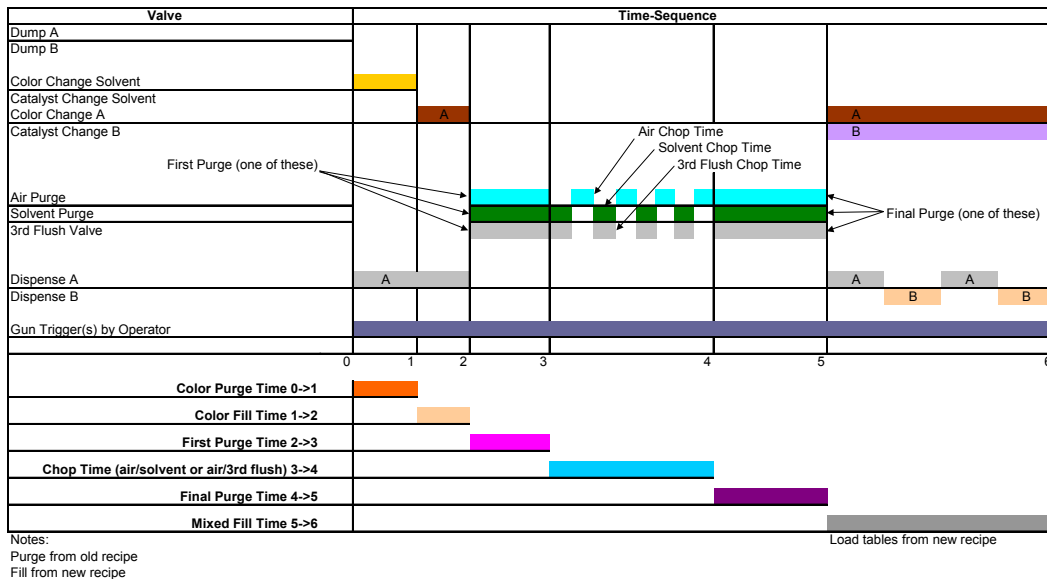 Valve Time-Sequence
Dump A
Dump B
Color Change Solvent
Catalyst Change Solvent
Color Change A A A
Catalyst Change B B
Air Chop Time
Solvent Chop Time
First Purge (one of these) 3rd Flush Chop Time
Air Purge
Solvent Purge Final Purge (one of these)
3rd Flush Valve
Dispense A A A A
Dispense B B B
Gun Trigger(s) by Operator
0 1 2 3 4 5 6
Color Purge Time 0->1
Color Fill Time 1->2
First Purge Time 2->3
Chop Time (air/solvent or air/3rd flush) 3->4
Final Purge Time 4->5
Mixed Fill Time 5->6
Notes: Load tables from new recipe
Purge from old recipe
Fill from new recipe